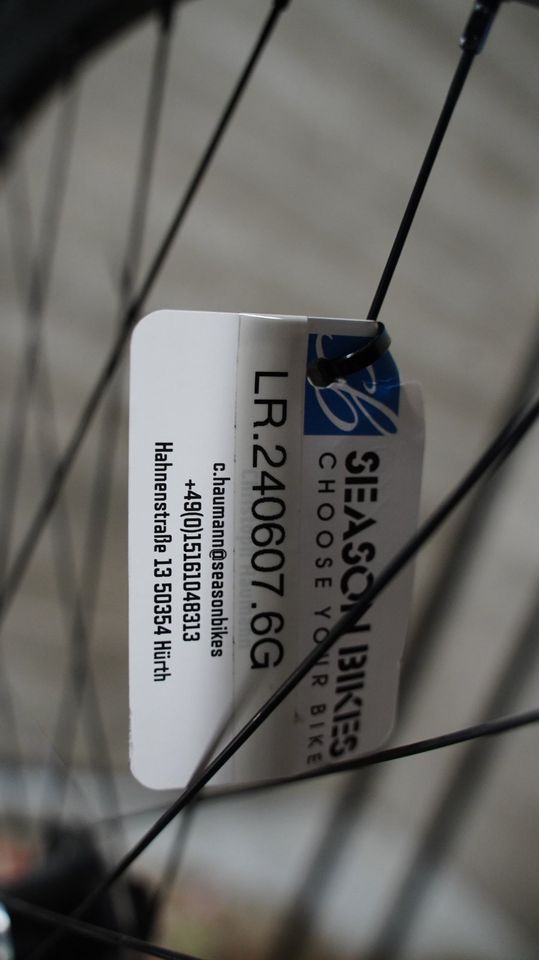 SEASON BIKES
CHOOSE YOUR BIKE
LR.240607.6G
c.haumann@seasonbikes
+49(0)15161048313
Hahnenstraße 13 50354 Hürth